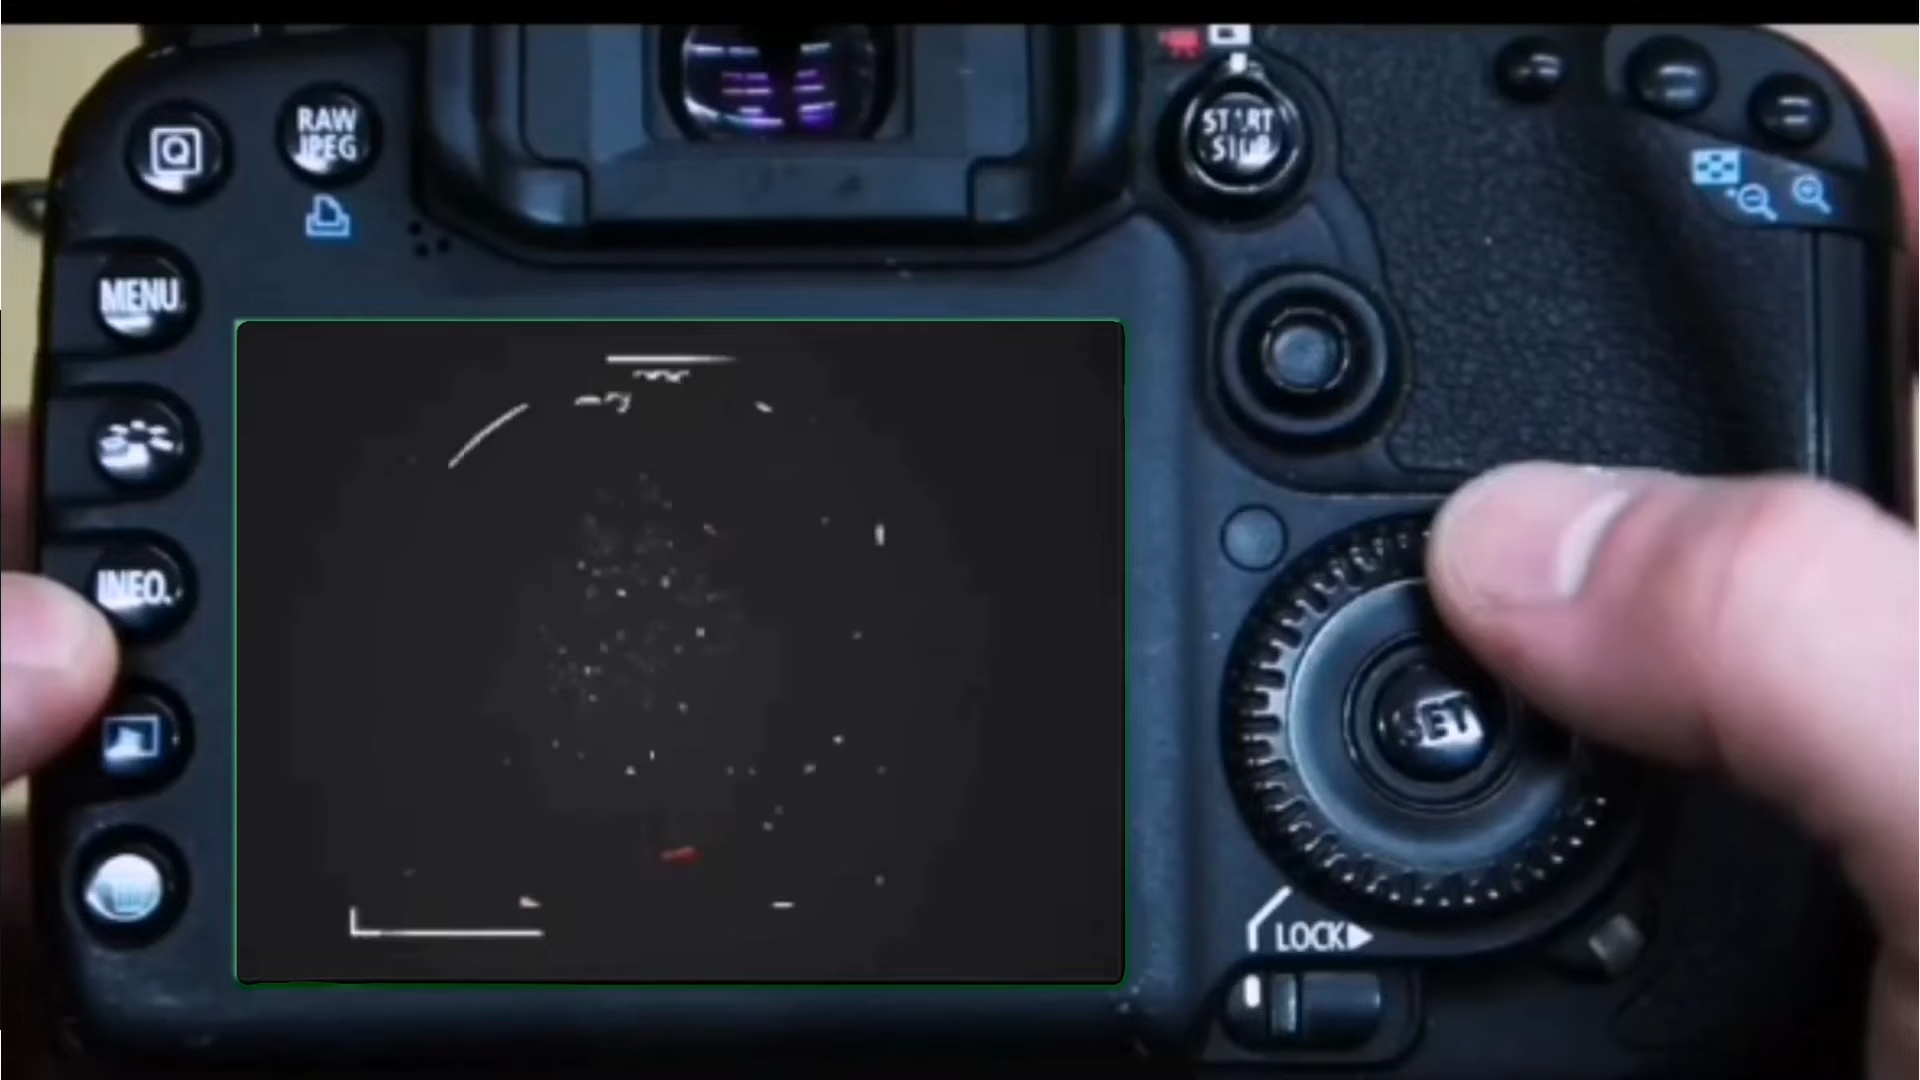 Q
RAW
JPEG
START
STOP
MENU
INFO.
SET
LOCK